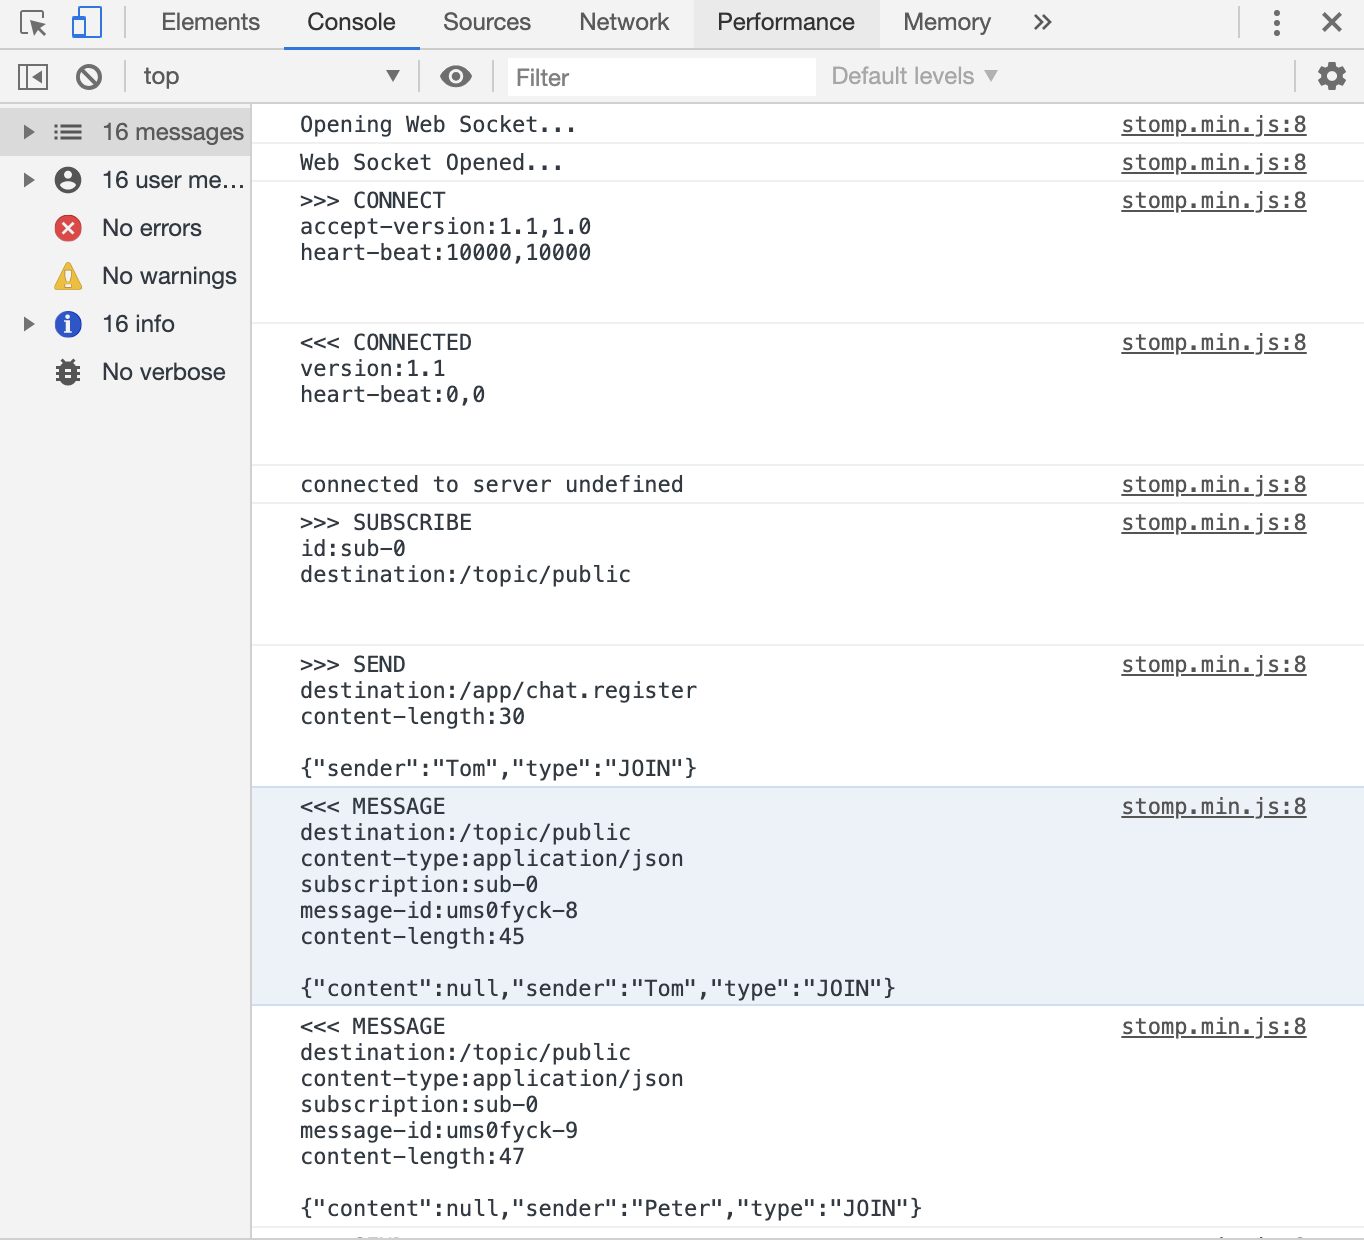 Elements Console Sources Network Performance Memory »
top Filter Default levels
16 messages
16 user me...
No errors
No warnings
16 info
No verbose
Opening Web Socket... stomp.min.js:8
Web Socket Opened... stomp.min.js:8
>>> CONNECT stomp.min.js:8
accept-version:1.1,1.0
heart-beat:10000,10000
<<< CONNECTED stomp.min.js:8
version:1.1
heart-beat:0,0
connected to server undefined stomp.min.js:8
>>> SUBSCRIBE stomp.min.js:8
id:sub-0
destination:/topic/public
>>> SEND stomp.min.js:8
destination:/app/chat.register
content-length:30
{"sender":"Tom","type":"JOIN"}
<<< MESSAGE stomp.min.js:8
destination:/topic/public
content-type:application/json
subscription:sub-0
message-id:ums0fyck-8
content-length:45
{"content":null,"sender":"Tom","type":"JOIN"}
<<< MESSAGE stomp.min.js:8
destination:/topic/public
content-type:application/json
subscription:sub-0
message-id:ums0fyck-9
content-length:47
{"content":null,"sender":"Peter","type":"JOIN"}